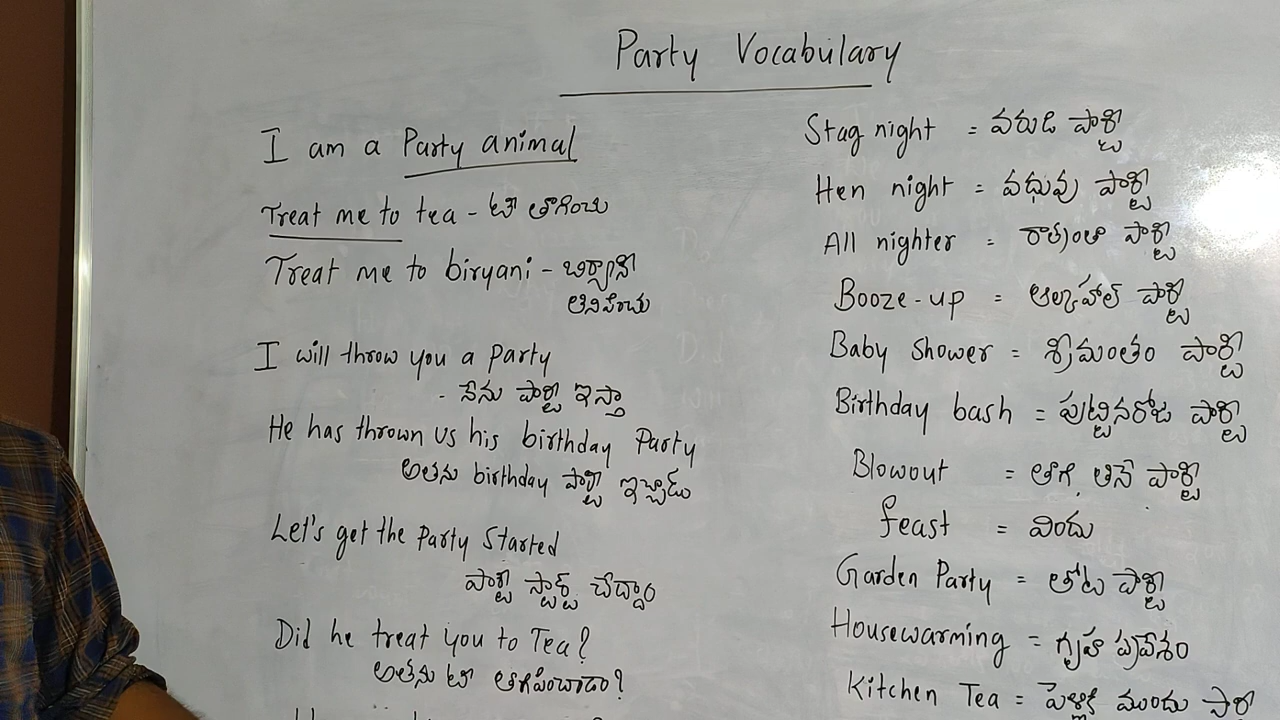 Party Vocabulary
I am a Party animal
Treat me to tea - టీ తాగించు
Treat me to biryani - బిర్యానీ
తినిపించు
I will throw you a party
- నేను పార్టీ ఇస్తా
He has thrown us his birthday Party
అతను birthday పార్టీ ఇచ్చాడు
Let's get the Party Started
పార్టీ స్టార్ట్ చేద్దాం
Did he treat you to Tea?
అతను టీ తాగిపించాడా?
Stag night = వరుడి పార్టీ
Hen night = వధువు పార్టీ
All nighter = రాత్రంతా పార్టీ
Booze-up = ఆల్కహాల్ పార్టీ
Baby Shower = శ్రీమంతం పార్టీ
Birthday bash = పుట్టినరోజు పార్టీ
Blowout = తాగి, తినే పార్టీ
feast = విందు
Garden Party = తోట పార్టీ
Housewarming = గృహ ప్రవేశం
Kitchen Tea = పెళ్లికి ముందు పార్టీ